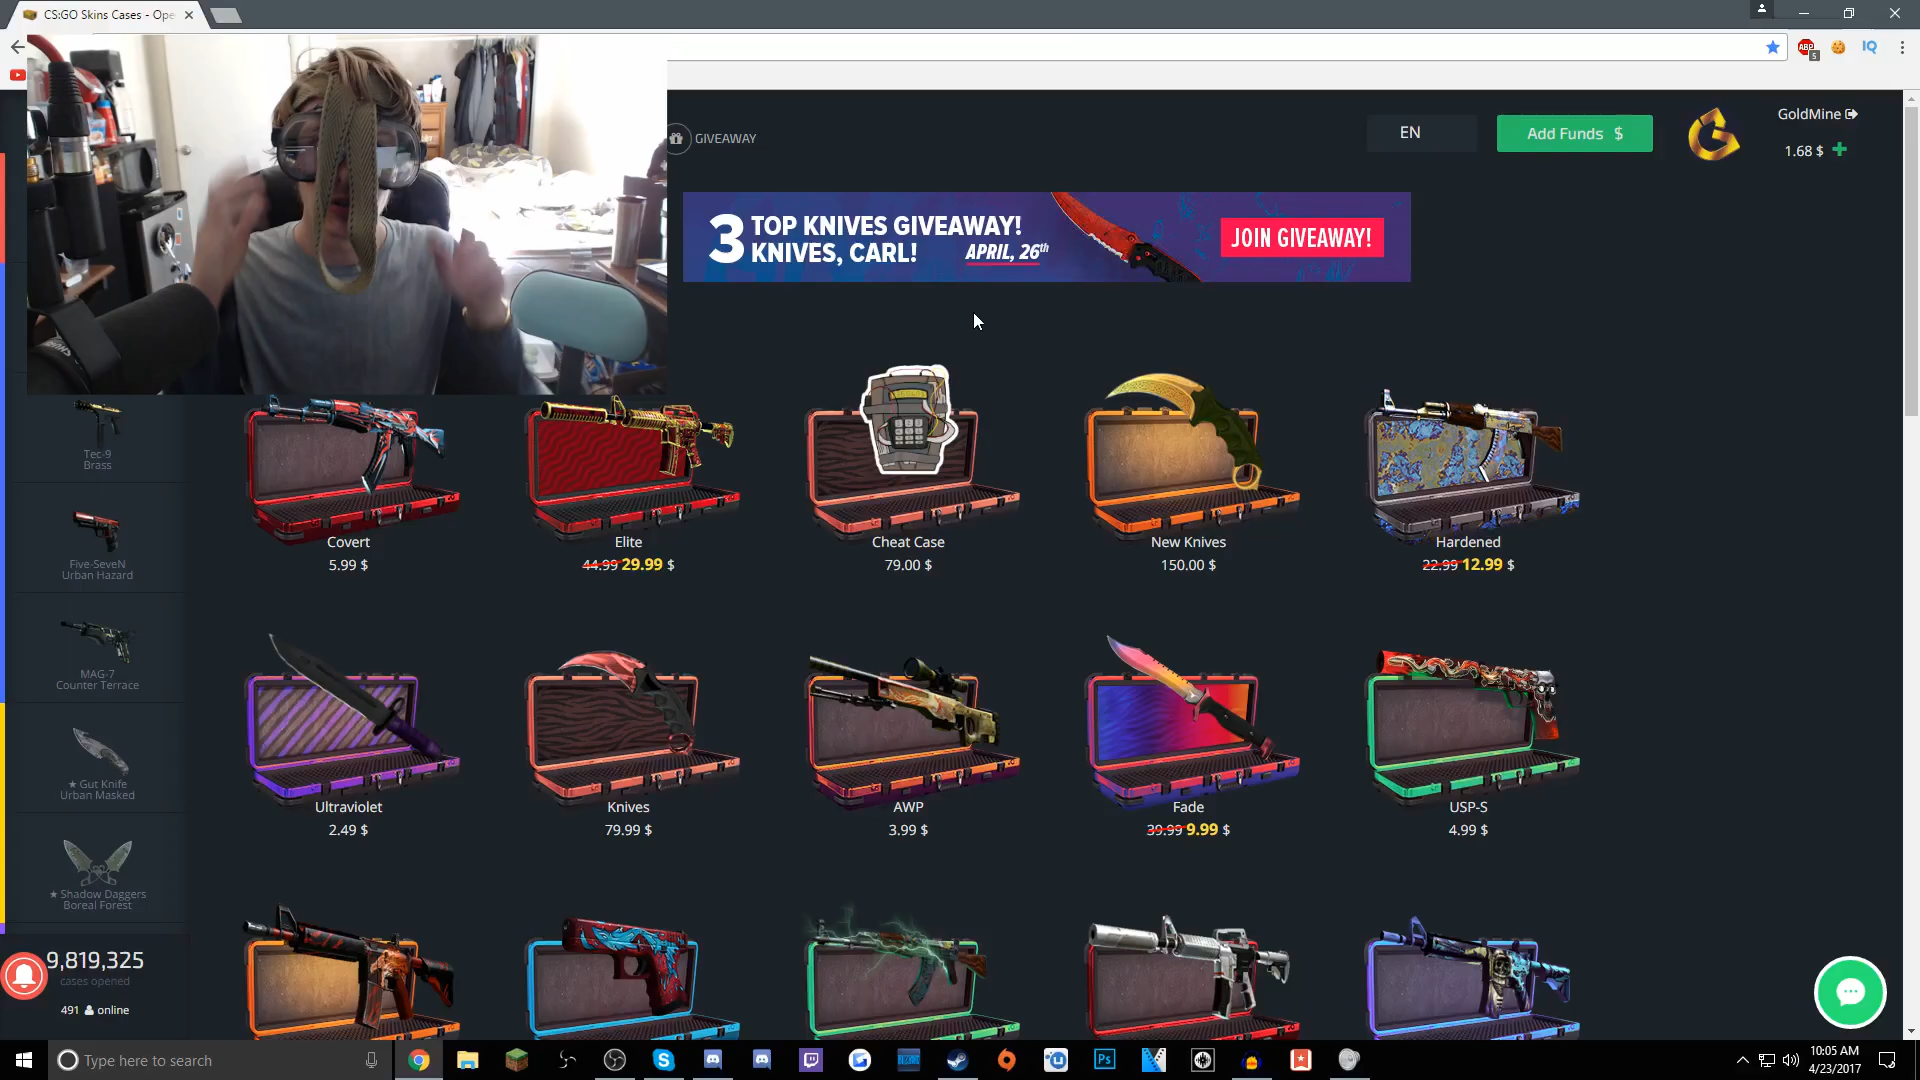 CS:GO Skins Cases - Ope
ABP
5
IQ
GIVEAWAY
EN
Add Funds $
GoldMine
1.68 $
3 TOP KNIVES GIVEAWAY!
KNIVES, CARL! APRIL, 26th
JOIN GIVEAWAY!
Tec-9
Brass
Five-SeveN
Urban Hazard
MAG-7
Counter Terrace
★ Gut Knife
Urban Masked
★ Shadow Daggers
Boreal Forest
9,819,325
cases opened
491 online
Covert
5.99 $
Elite
44.99 29.99 $
Cheat Case
79.00 $
New Knives
150.00 $
Hardened
22.99 12.99 $
Ultraviolet
2.49 $
Knives
79.99 $
AWP
3.99 $
Fade
39.99 9.99 $
USP-S
4.99 $
Type here to search
Ps
10:05 AM
4/23/2017